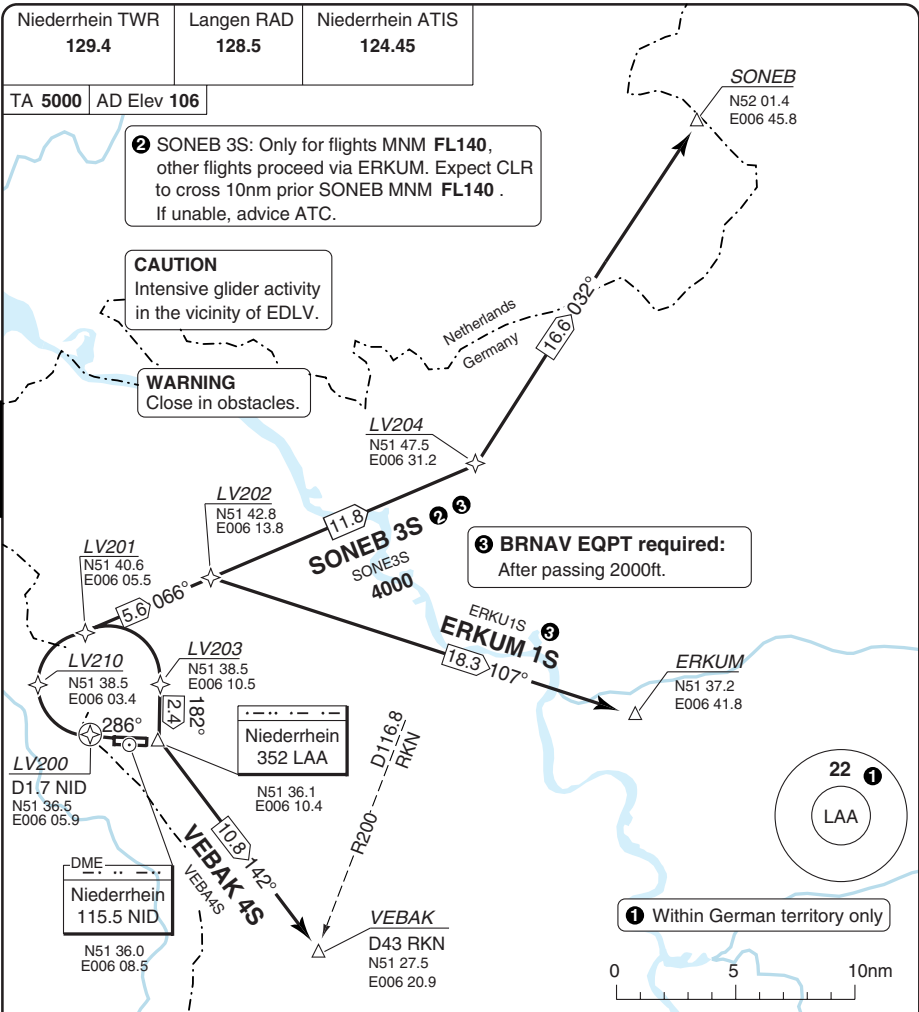 Niederrhein TWR
129.4
Langen RAD
128.5
Niederrhein ATIS
124.45
TA 5000
AD Elev 106
SONEB
N52 01.4
E006 45.8
❷ SONEB 3S: Only for flights MNM FL140,
other flights proceed via ERKUM. Expect CLR
to cross 10nm prior SONEB MNM FL140 .
If unable, advice ATC.
CAUTION
Intensive glider activity
in the vicinity of EDLV.
Netherlands
Germany
16.6 032°
WARNING
Close in obstacles.
LV204
N51 47.5
E006 31.2
LV202
N51 42.8
E006 13.8
11.8
SONEB 3S ❷ ❸
SONE3S
4000
❸ BRNAV EQPT required:
After passing 2000ft.
LV201
N51 40.6
E006 05.5
5.6 066°
ERKU1S
ERKUM 1S ❸
18.3 107°
ERKUM
N51 37.2
E006 41.8
LV210
N51 38.5
E006 03.4
LV203
N51 38.5
E006 10.5
2.4 182°
286°
Niederrhein
352 LAA
N51 36.1
E006 10.4
D116.8
RKN
R200
LV200
D1.7 NID
N51 36.5
E006 05.9
10.8 142°
VEBAK 4S
VEBA4S
DME
Niederrhein
115.5 NID
N51 36.0
E006 08.5
VEBAK
D43 RKN
N51 27.5
E006 20.9
22 ❶
LAA
❶ Within German territory only
0 5 10nm